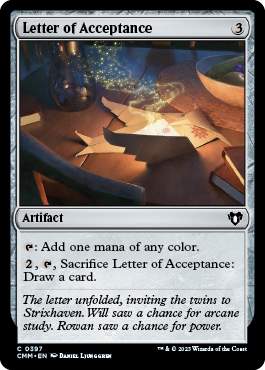 Letter of Acceptance 3
Artifact
: Add one mana of any color.
2, , Sacrifice Letter of Acceptance:
Draw a card.
The letter unfolded, inviting the twins to
Strixhaven. Will saw a chance for arcane
study. Rowan saw a chance for power.
C 0397
CMM • EN Daniel Ljunggren
™ & © 2023 Wizards of the Coast